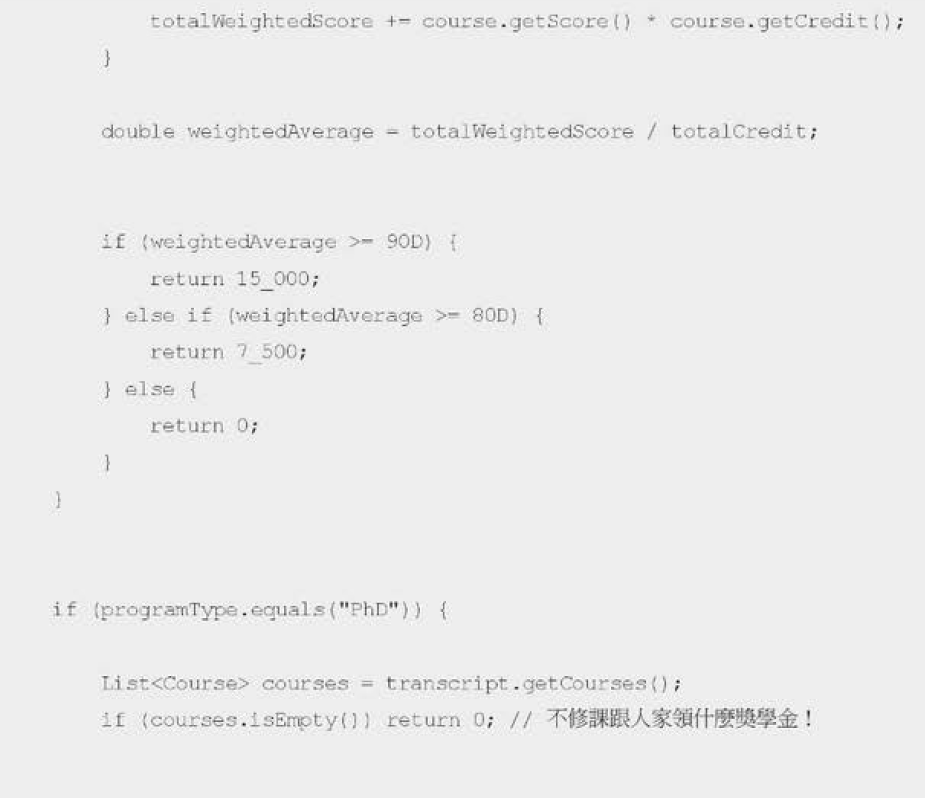 totalWeightedScore += course.getScore() * course.getCredit();
}
double weightedAverage = totalWeightedScore / totalCredit;
if (weightedAverage >= 90D) {
return 15_000;
} else if (weightedAverage >= 80D) {
return 7_500;
} else {
return 0;
}
}
if (programType.equals("PhD")) {
List<Course> courses = transcript.getCourses();
if (courses.isEmpty()) return 0; // 不修課跟人家領什麼獎學金！